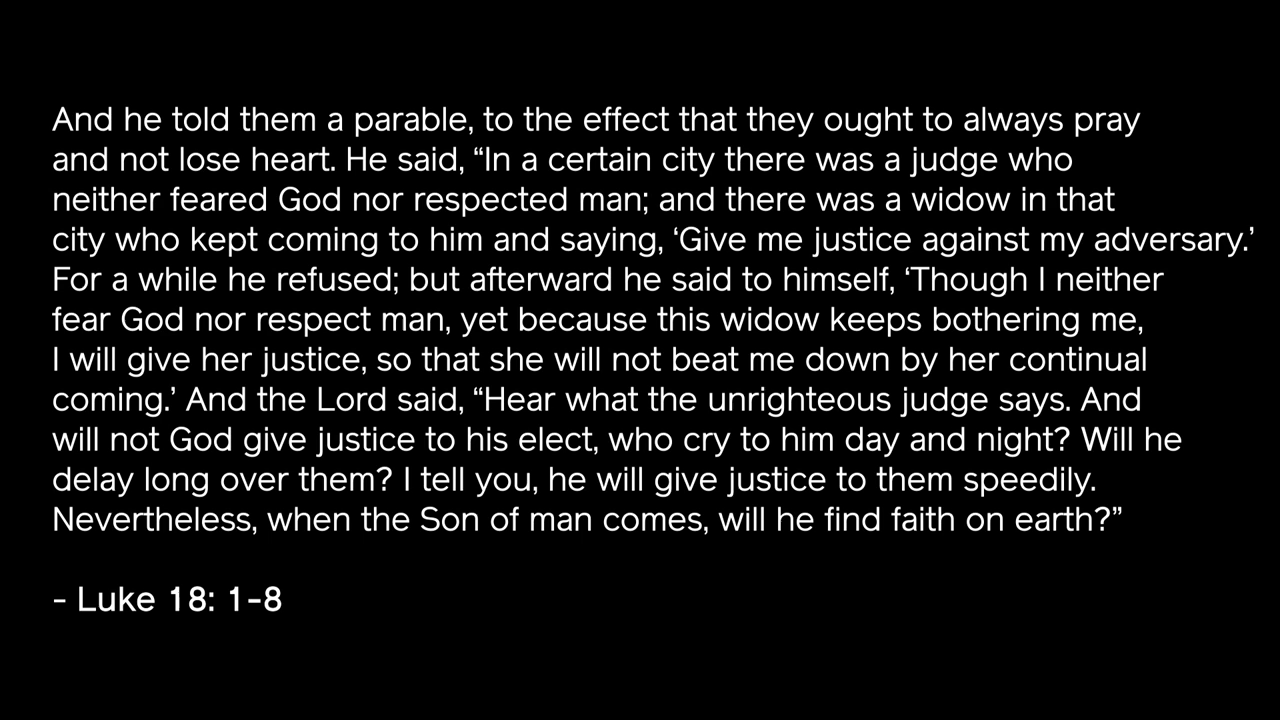 And he told them a parable, to the effect that they ought to always pray
and not lose heart. He said, “In a certain city there was a judge who
neither feared God nor respected man; and there was a widow in that
city who kept coming to him and saying, ‘Give me justice against my adversary.’
For a while he refused; but afterward he said to himself, ‘Though I neither
fear God nor respect man, yet because this widow keeps bothering me,
I will give her justice, so that she will not beat me down by her continual
coming.’ And the Lord said, “Hear what the unrighteous judge says. And
will not God give justice to his elect, who cry to him day and night? Will he
delay long over them? I tell you, he will give justice to them speedily.
Nevertheless, when the Son of man comes, will he find faith on earth?”
- Luke 18: 1-8